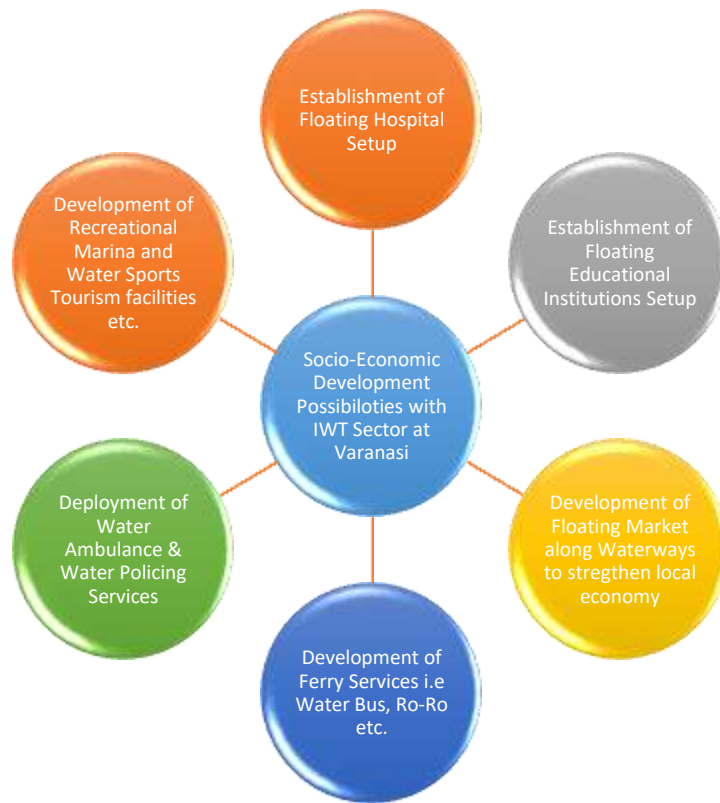 Establishment of
Floating Hospital
Setup
Development of
Recreational
Marina and
Water Sports
Tourism facilities
etc.
Establishment of
Floating
Educational
Institutions Setup
Socio-Economic
Development
Possibiloties with
IWT Sector at
Varanasi
Deployment of
Water
Ambulance &
Water Policing
Services
Development of
Floating Market
along Waterways
to stregthen local
economy
Development of
Ferry Services i.e
Water Bus, Ro-Ro
etc.